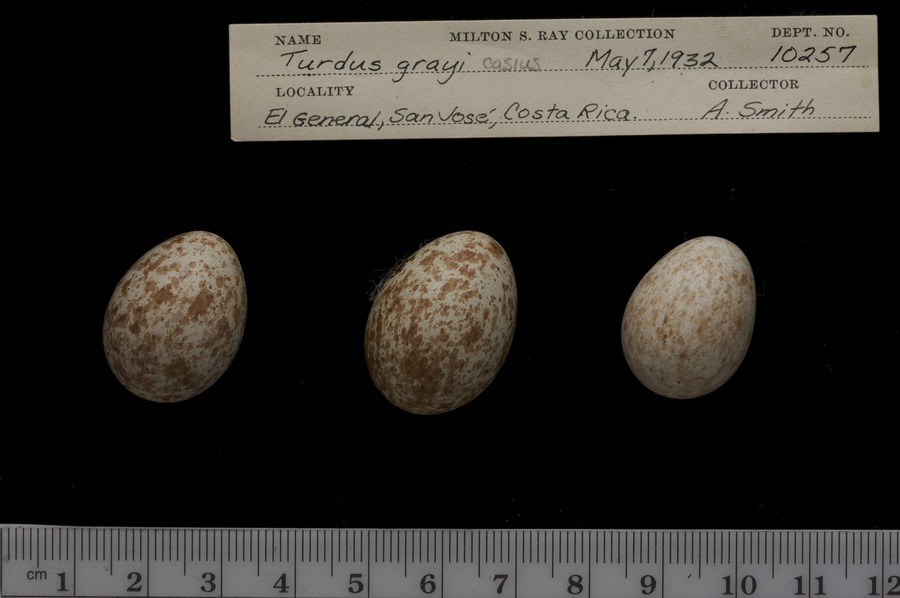 NAME MILTON S. RAY COLLECTION DEPT. NO.
Turdus grayi casius May 7, 1932 10257
LOCALITY COLLECTOR
El General, San José, Costa Rica. A. Smith
cm 1 2 3 4 5 6 7 8 9 10 11 12